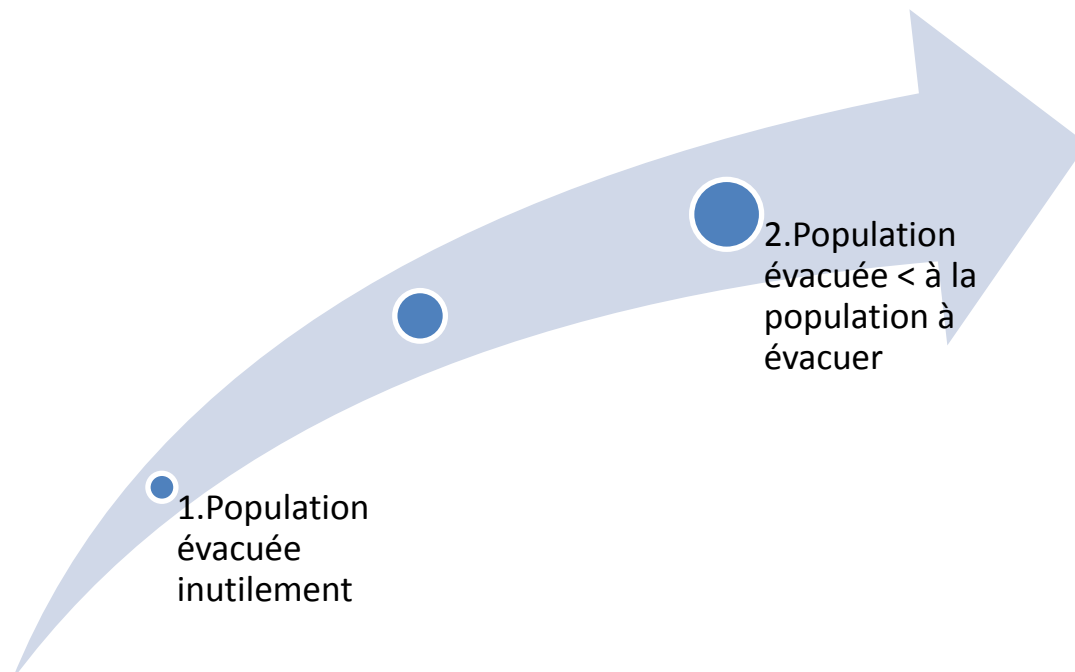 2.Population
évacuée < à la
population à
évacuer
1.Population
évacuée
inutilement